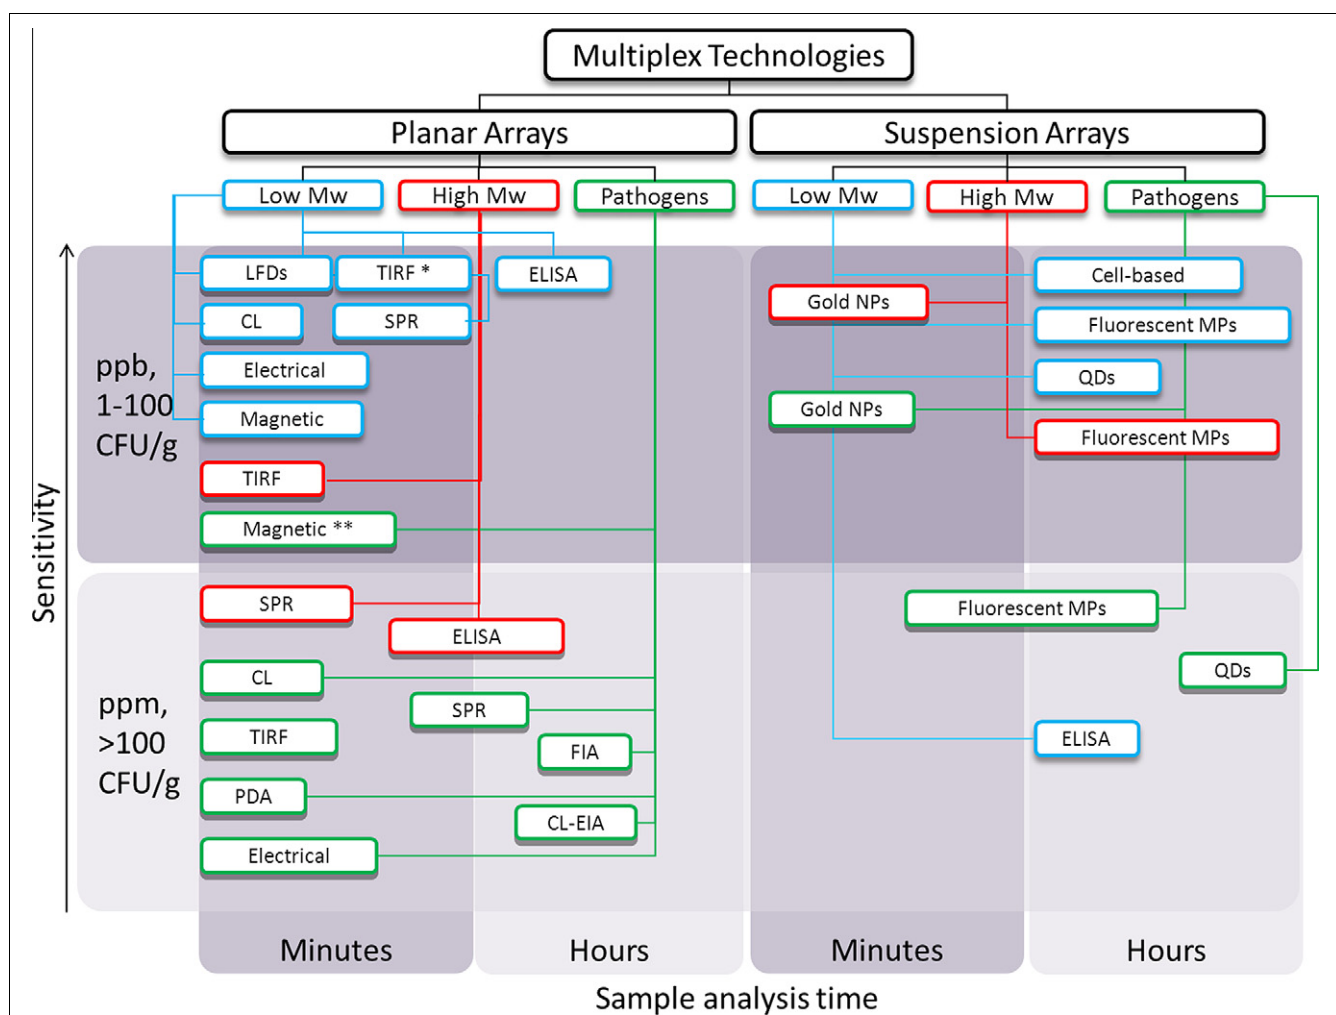 Multiplex Technologies
Planar Arrays
Suspension Arrays
Low Mw
High Mw
Pathogens
Low Mw
High Mw
Pathogens
LFDs
TIRF *
ELISA
CL
SPR
Electrical
Magnetic
TIRF
Magnetic **
SPR
ELISA
CL
SPR
TIRF
FIA
PDA
CL-EIA
Electrical
Cell-based
Gold NPs
Fluorescent MPs
QDs
Gold NPs
Fluorescent MPs
Fluorescent MPs
QDs
ELISA
ppb,
1-100
CFU/g
ppm,
>100
CFU/g
Sensitivity
Minutes
Hours
Minutes
Hours
Sample analysis time